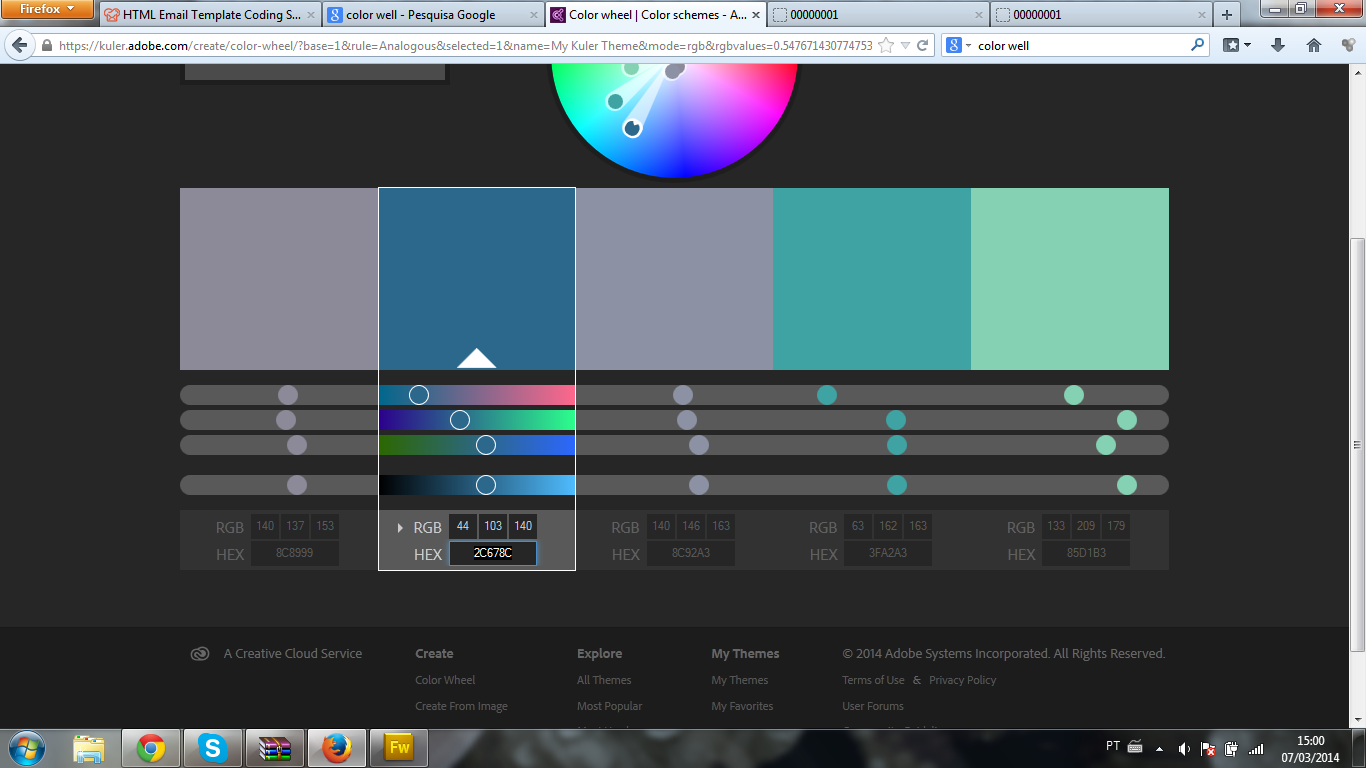 Firefox
HTML Email Template Coding S...
color well - Pesquisa Google
Color wheel | Color schemes - A...
00000001
00000001
https://kuler.adobe.com/create/color-wheel/?base=1&rule=Analogous&selected=1&name=My Kuler Theme&mode=rgb&rgbvalues=0.547671430774753
color well
RGB 140 137 153
RGB 44 103 140
RGB 140 146 163
RGB 63 162 163
RGB 133 209 179
HEX 8C8999
HEX 2C678C
HEX 8C92A3
HEX 3FA2A3
HEX 85D1B3
A Creative Cloud Service
Create
Explore
My Themes
© 2014 Adobe Systems Incorporated. All Rights Reserved.
Color Wheel
All Themes
My Themes
Terms of Use & Privacy Policy
Create From Image
Most Popular
My Favorites
User Forums
Fw
PT
15:00
07/03/2014